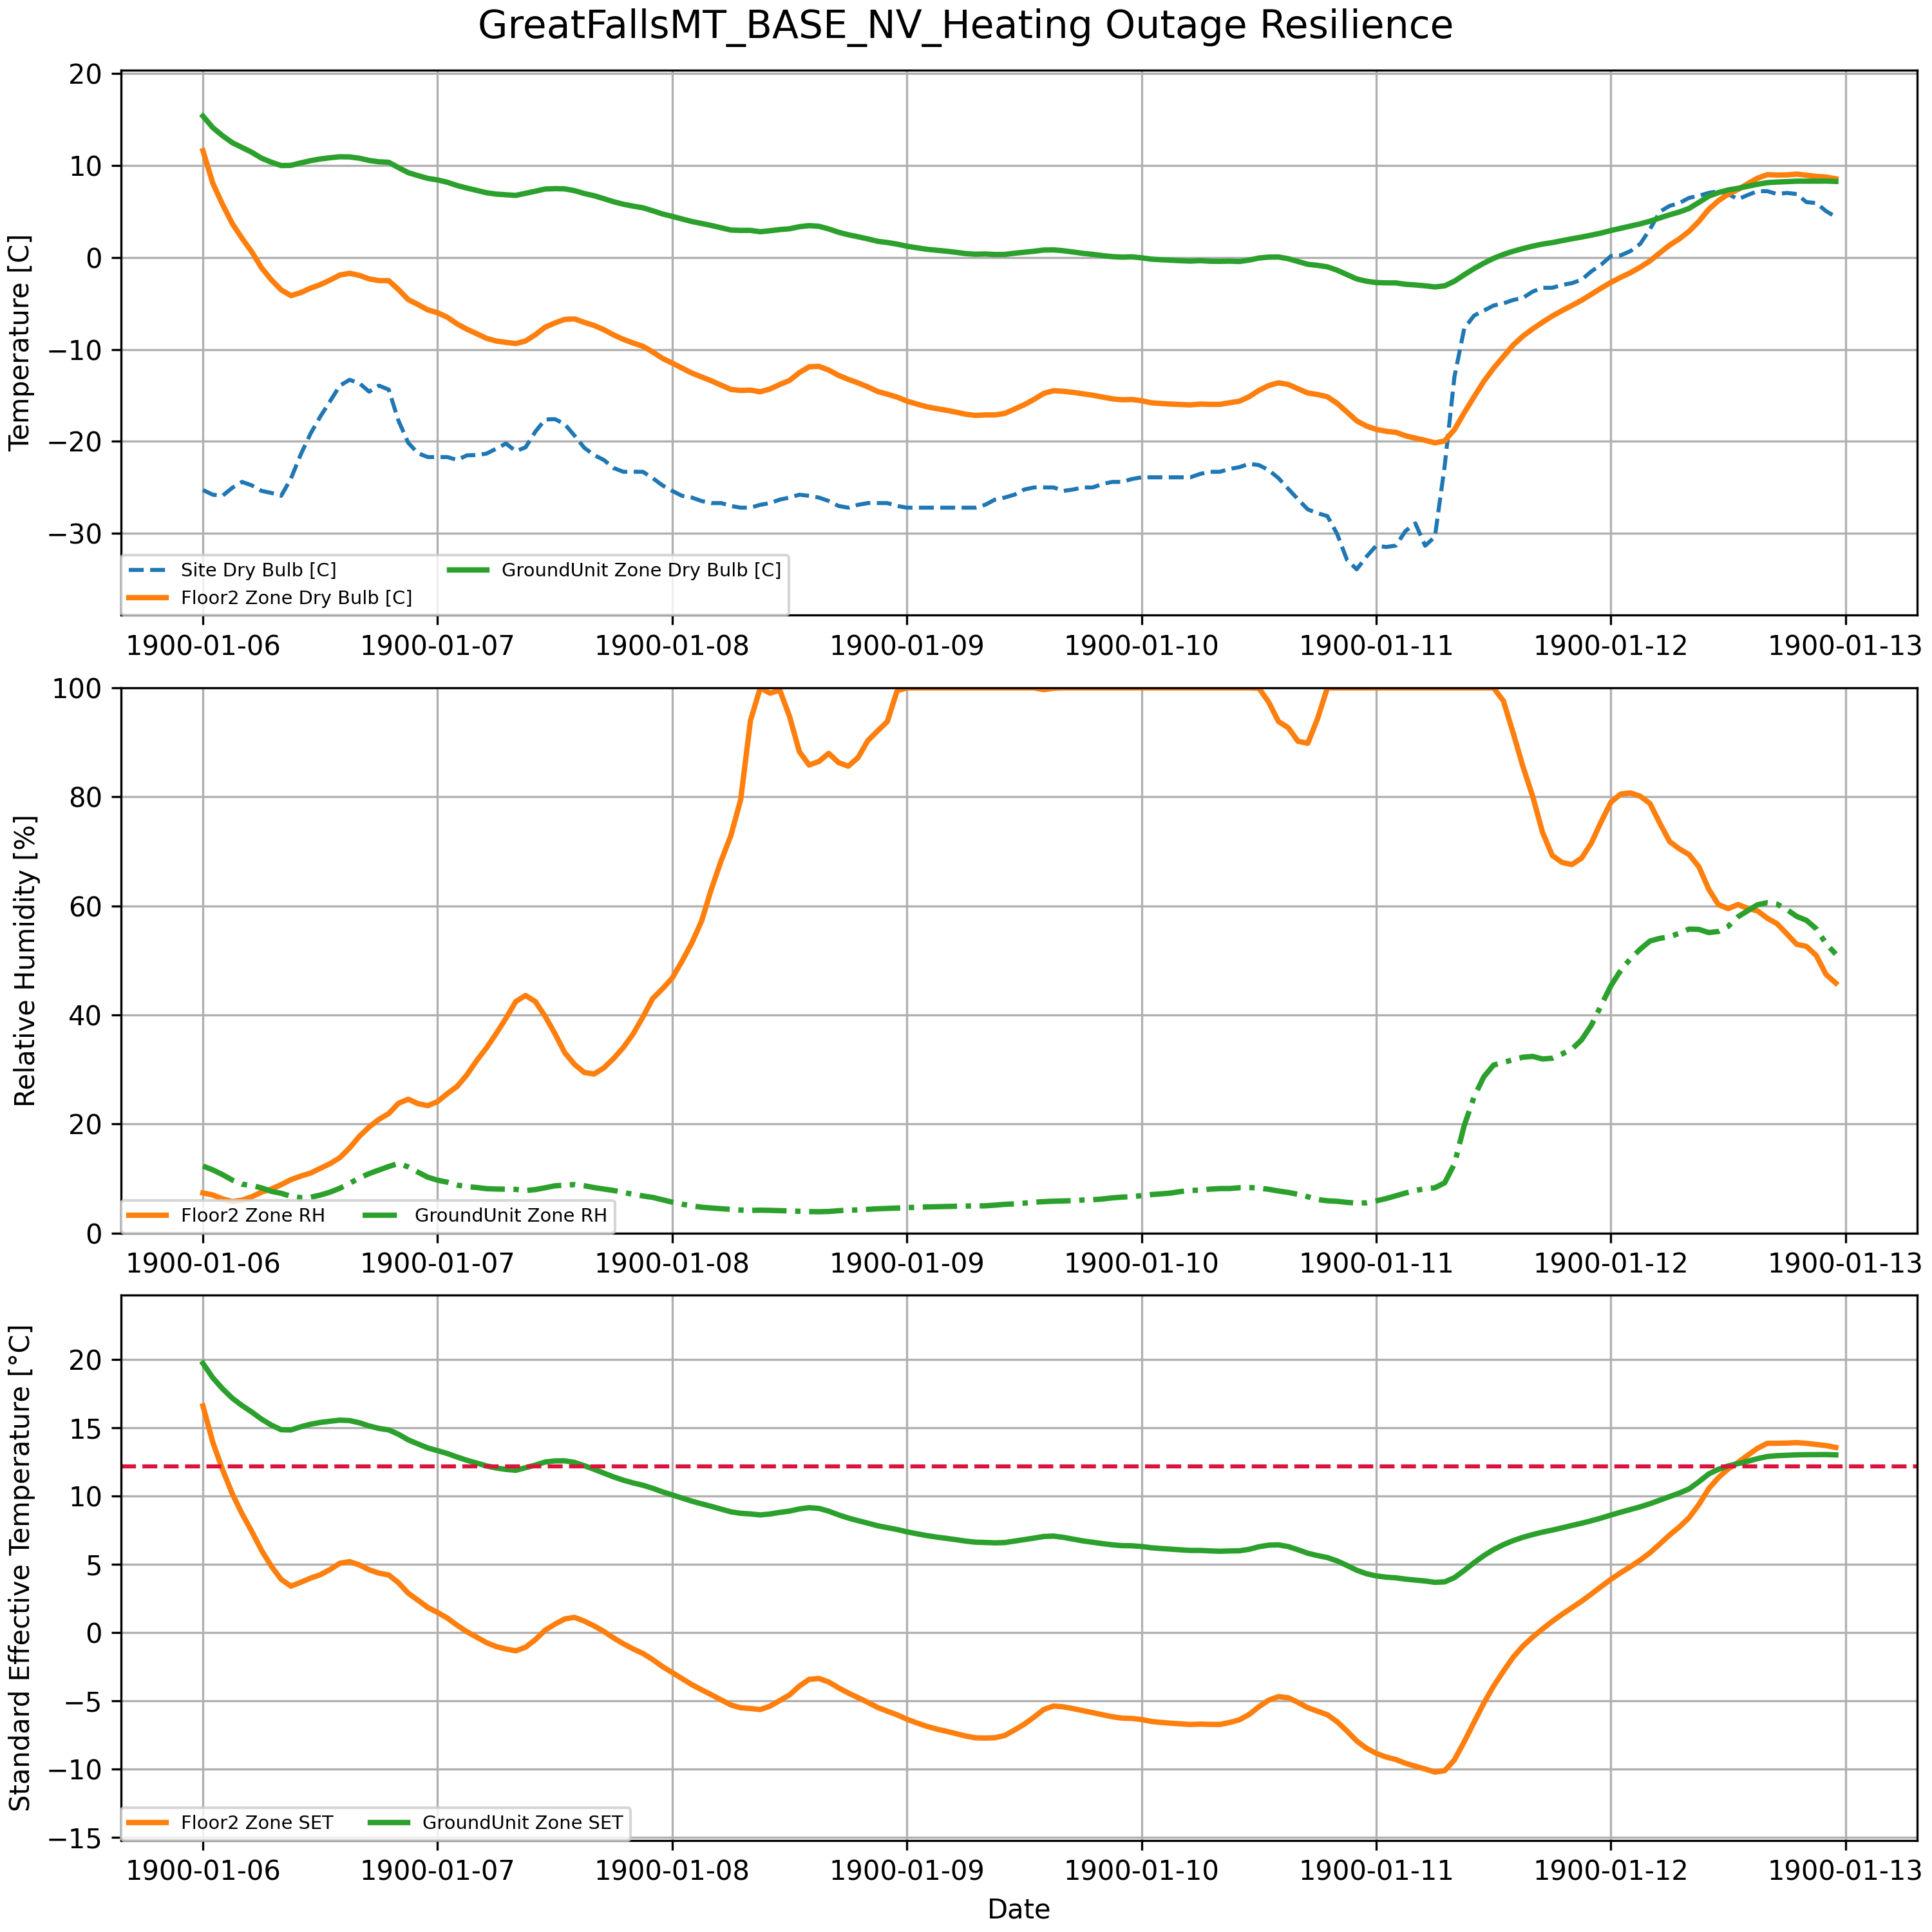 GreatFallsMT_BASE_NV_Heating Outage Resilience
Temperature [C]
20
10
0
−10
−20
−30
Site Dry Bulb [C]
Floor2 Zone Dry Bulb [C]
GroundUnit Zone Dry Bulb [C]
1900-01-06 1900-01-07 1900-01-08 1900-01-09 1900-01-10 1900-01-11 1900-01-12 1900-01-13
Relative Humidity [%]
100
80
60
40
20
0
Floor2 Zone RH GroundUnit Zone RH
1900-01-06 1900-01-07 1900-01-08 1900-01-09 1900-01-10 1900-01-11 1900-01-12 1900-01-13
Standard Effective Temperature [°C]
20
15
10
5
0
−5
−10
−15
Floor2 Zone SET GroundUnit Zone SET
1900-01-06 1900-01-07 1900-01-08 1900-01-09 1900-01-10 1900-01-11 1900-01-12 1900-01-13
Date